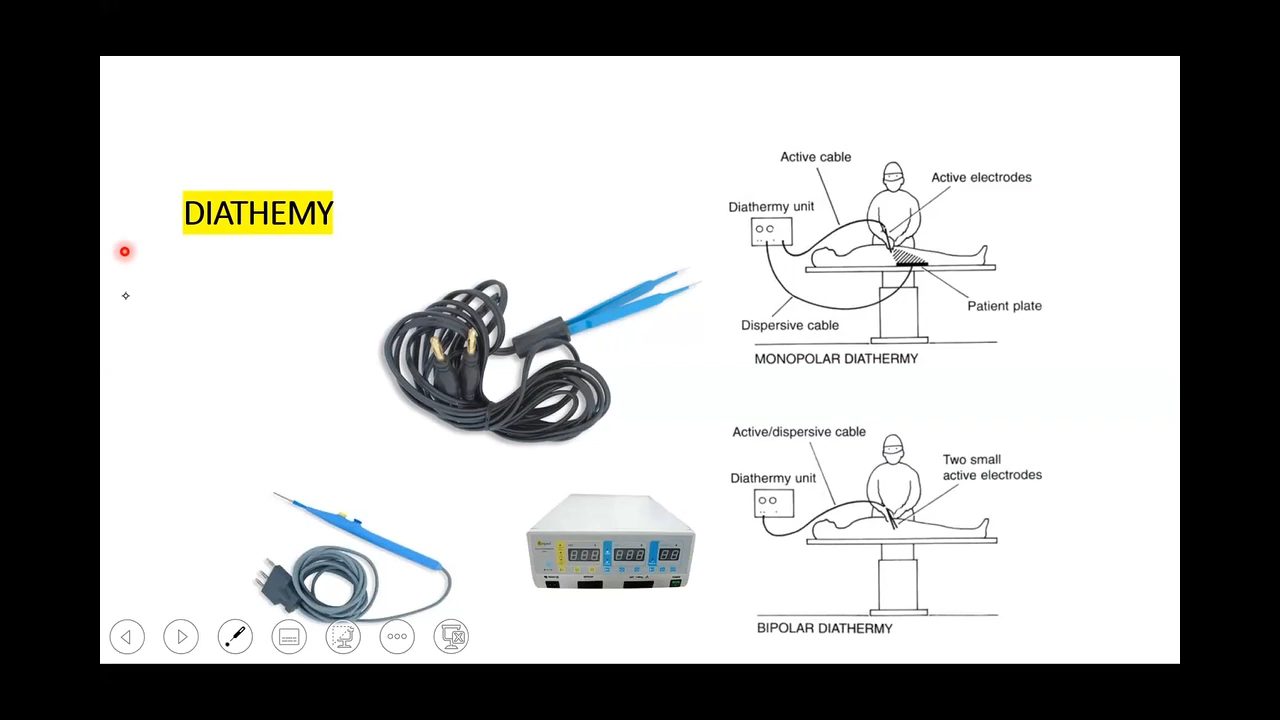 DIATHEMY
Active cable
Active electrodes
Diathermy unit
Patient plate
Dispersive cable
MONOPOLAR DIATHERMY
Active/dispersive cable
Two small
active electrodes
Diathermy unit
BIPOLAR DIATHERMY